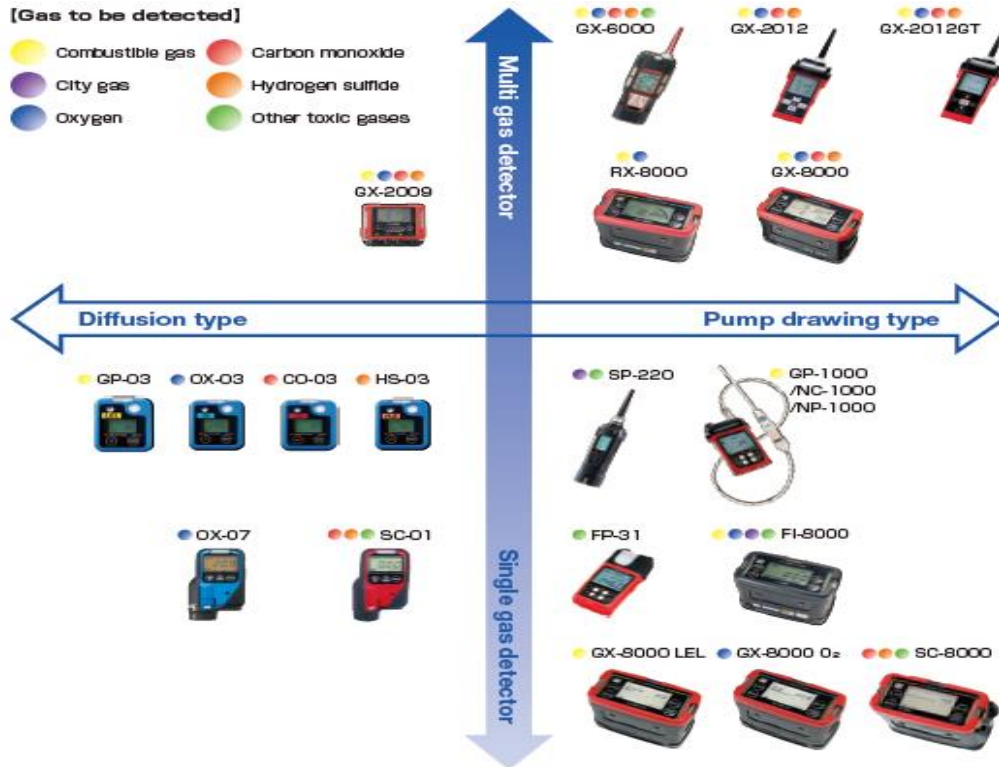 [Gas to be detected]
Combustible gas
Carbon monoxide
City gas
Hydrogen sulfide
Oxygen
Other toxic gases
Multi gas detector
GX-6000
GX-2012
GX-2012GT
GX-2009
RX-8000
GX-8000
Diffusion type
Pump drawing type
GP-03
OX-03
CO-03
HS-03
SP-220
GP-1000
/NC-1000
/NP-1000
OX-07
SC-01
FP-31
FI-8000
Single gas detector
GX-8000 LEL
GX-8000 O₂
SC-8000